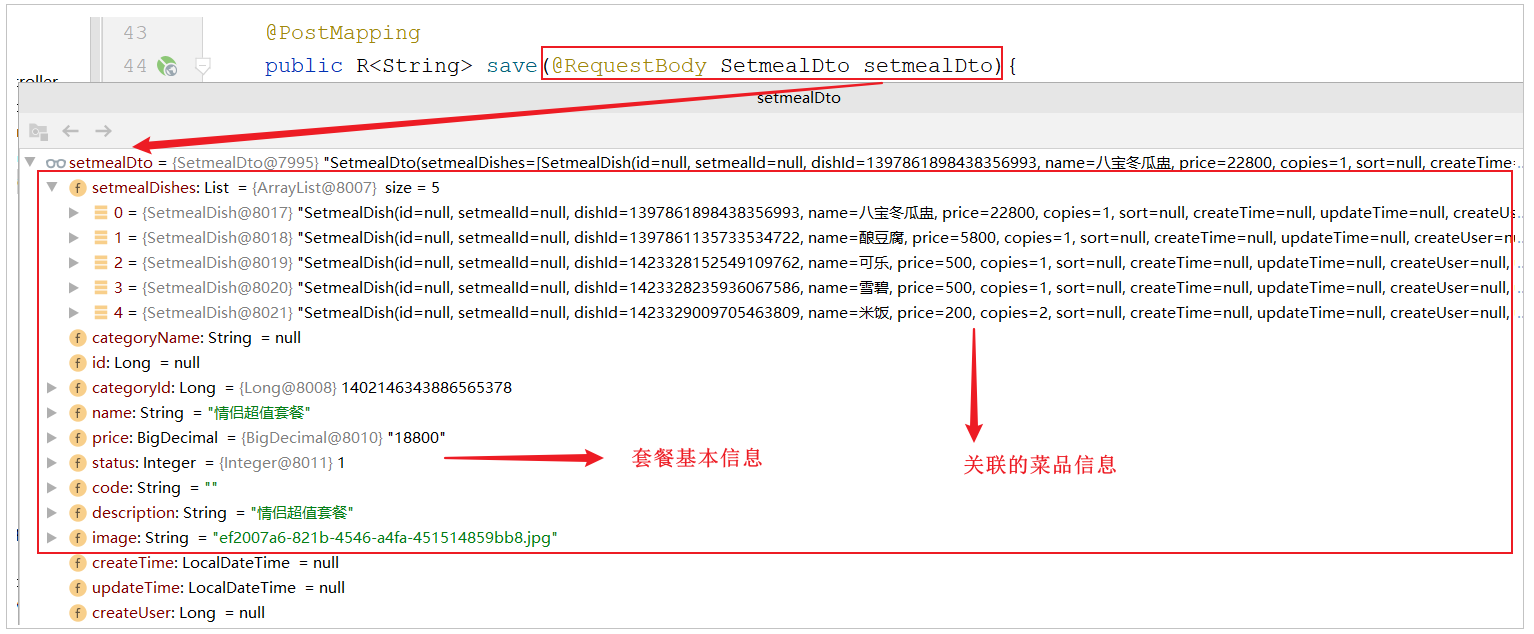 43 @PostMapping
44 public R<String> save(@RequestBody SetmealDto setmealDto){
setmealDto
setmealDto = {SetmealDto@7995} "SetmealDto(setmealDishes=[SetmealDish(id=null, setmealId=null, dishId=1397861898438356993, name=八宝冬瓜盅, price=22800, copies=1, sort=null, createTime=...
setmealDishes: List = {ArrayList@8007} size = 5
0 = {SetmealDish@8017} "SetmealDish(id=null, setmealId=null, dishId=1397861898438356993, name=八宝冬瓜盅, price=22800, copies=1, sort=null, createTime=null, updateTime=null, createUs...
1 = {SetmealDish@8018} "SetmealDish(id=null, setmealId=null, dishId=1397861135733534722, name=酿豆腐, price=5800, copies=1, sort=null, createTime=null, updateTime=null, createUser=n...
2 = {SetmealDish@8019} "SetmealDish(id=null, setmealId=null, dishId=1423328152549109762, name=可乐, price=500, copies=1, sort=null, createTime=null, updateTime=null, createUser=null, ...
3 = {SetmealDish@8020} "SetmealDish(id=null, setmealId=null, dishId=1423328235936067586, name=雪碧, price=500, copies=1, sort=null, createTime=null, updateTime=null, createUser=null, ...
4 = {SetmealDish@8021} "SetmealDish(id=null, setmealId=null, dishId=1423329009705463809, name=米饭, price=200, copies=2, sort=null, createTime=null, updateTime=null, createUser=null, ...
categoryName: String = null
id: Long = null
categoryId: Long = {Long@8008} 1402146343886565378
name: String = "情侣超值套餐"
price: BigDecimal = {BigDecimal@8010} "18800"
status: Integer = {Integer@8011} 1
套餐基本信息
关联的菜品信息
code: String = ""
description: String = "情侣超值套餐"
image: String = "ef2007a6-821b-4546-a4fa-451514859bb8.jpg"
createTime: LocalDateTime = null
updateTime: LocalDateTime = null
createUser: Long = null